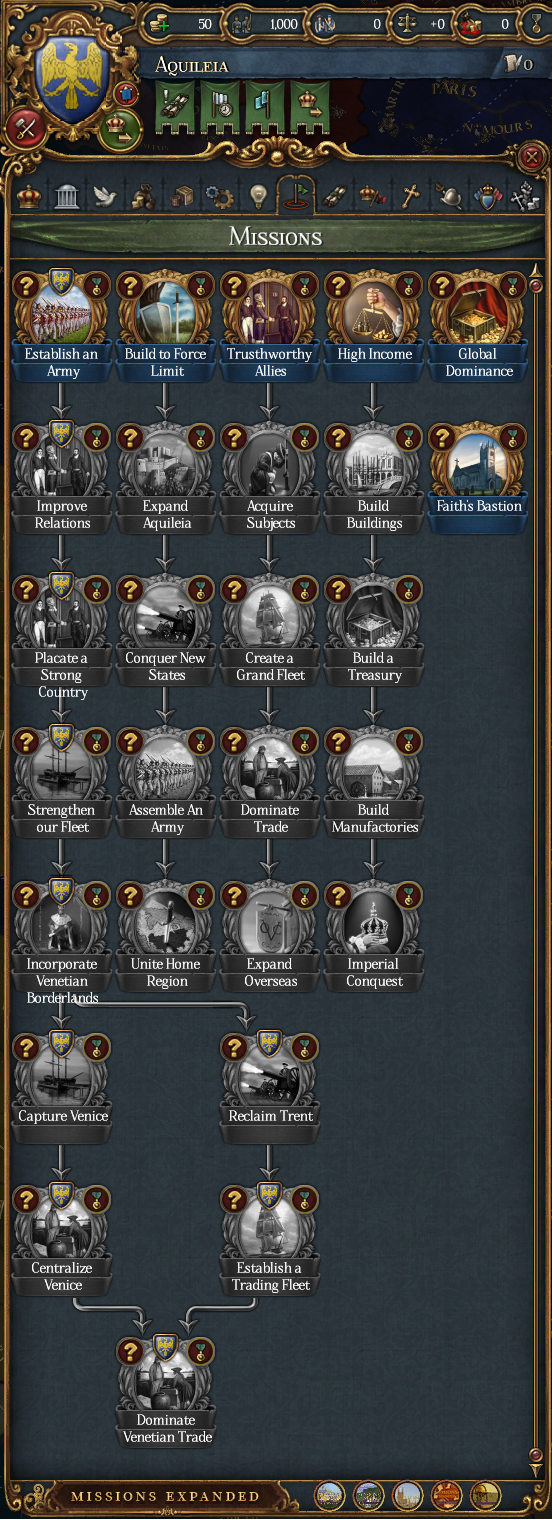 50 1,000 0 +0 0
Aquileia
0
PARIS
NEMOURS
Missions
Establish an
Army
Build to Force
Limit
Trusthworthy
Allies
High Income
Global
Dominance
Improve
Relations
Expand
Aquileia
Acquire
Subjects
Build
Buildings
Faith's Bastion
Placate a
Strong
Country
Conquer New
States
Create a
Grand Fleet
Build a
Treasury
Strengthen
our Fleet
Assemble An
Army
Dominate
Trade
Build
Manufactories
Incorporate
Venetian
Borderlands
Unite Home
Region
Expand
Overseas
Imperial
Conquest
Capture Venice
Reclaim Trent
Centralize
Venice
Establish a
Trading Fleet
Dominate
Venetian Trade
MISSIONS EXPANDED